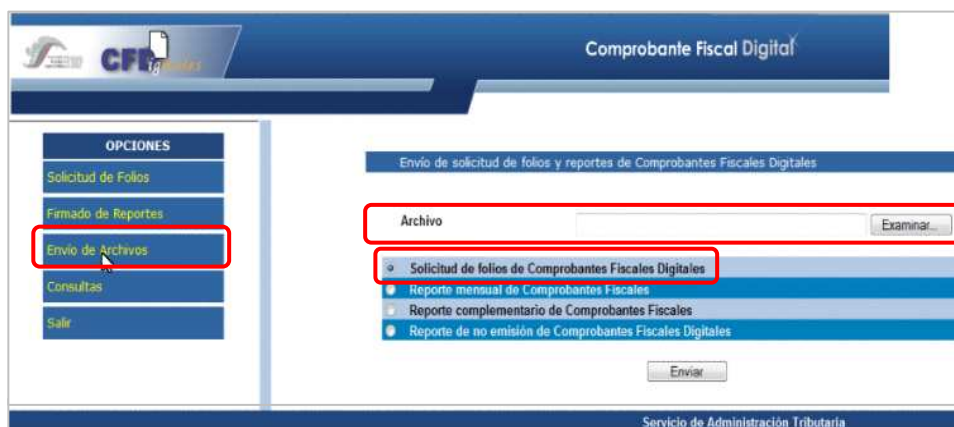 CFD
Comprobante Fiscal Digital
OPCIONES
Solicitud de Folios
Firmado de Reportes
Envío de Archivos
Consultas
Salir
Envío de solicitud de folios y reportes de Comprobantes Fiscales Digitales
Archivo
Examinar...
Solicitud de folios de Comprobantes Fiscales Digitales
Reporte mensual de Comprobantes Fiscales
Reporte complementario de Comprobantes Fiscales
Reporte de no emisión de Comprobantes Fiscales Digitales
Enviar
Servicio de Administración Tributaria